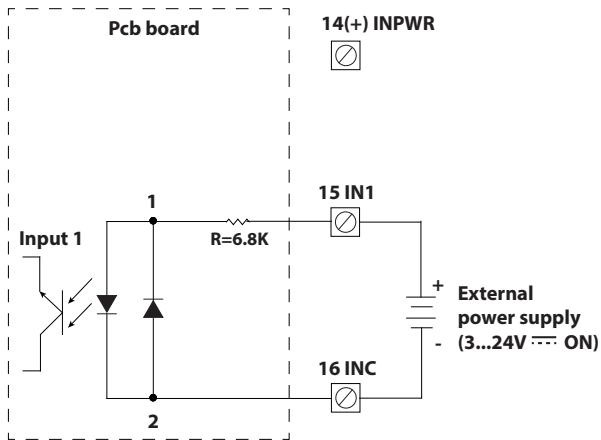 Pcb board
14(+) INPWR
1
15 IN1
Input 1
R=6.8K
+
External
power supply
-
(3...24V ⎓ ON)
16 INC
2